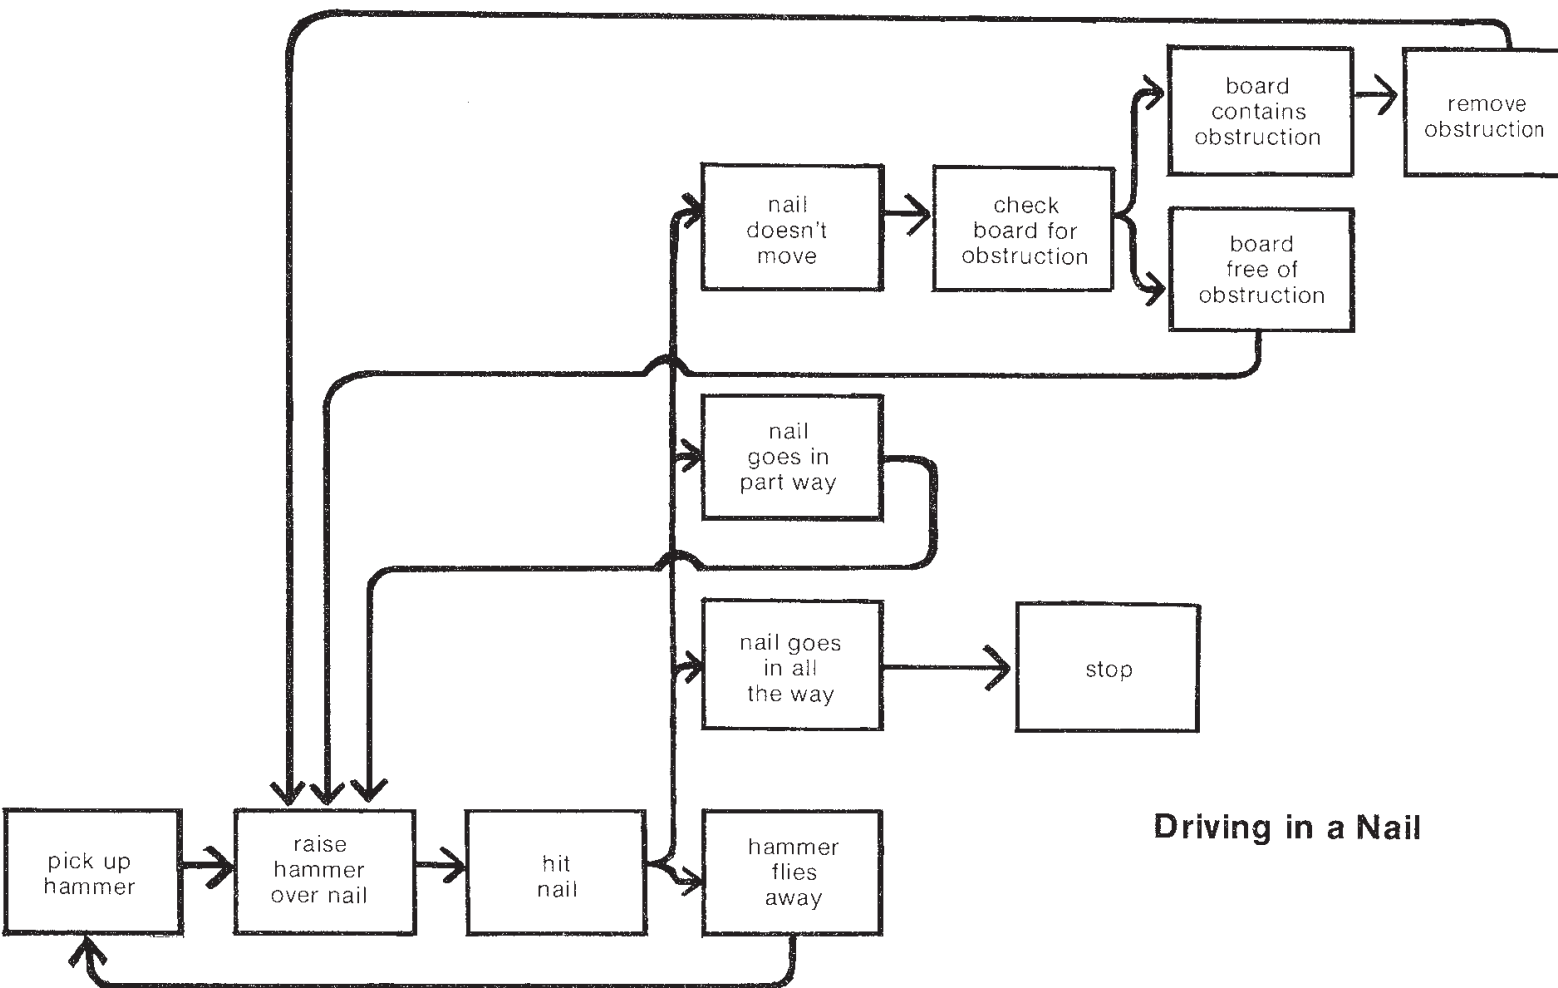 board
contains
obstruction
remove
obstruction
nail
doesn't
move
check
board for
obstruction
board
free of
obstruction
nail
goes in
part way
nail goes
in all
the way
stop
Driving in a Nail
pick up
hammer
raise
hammer
over nail
hit
nail
hammer
flies
away